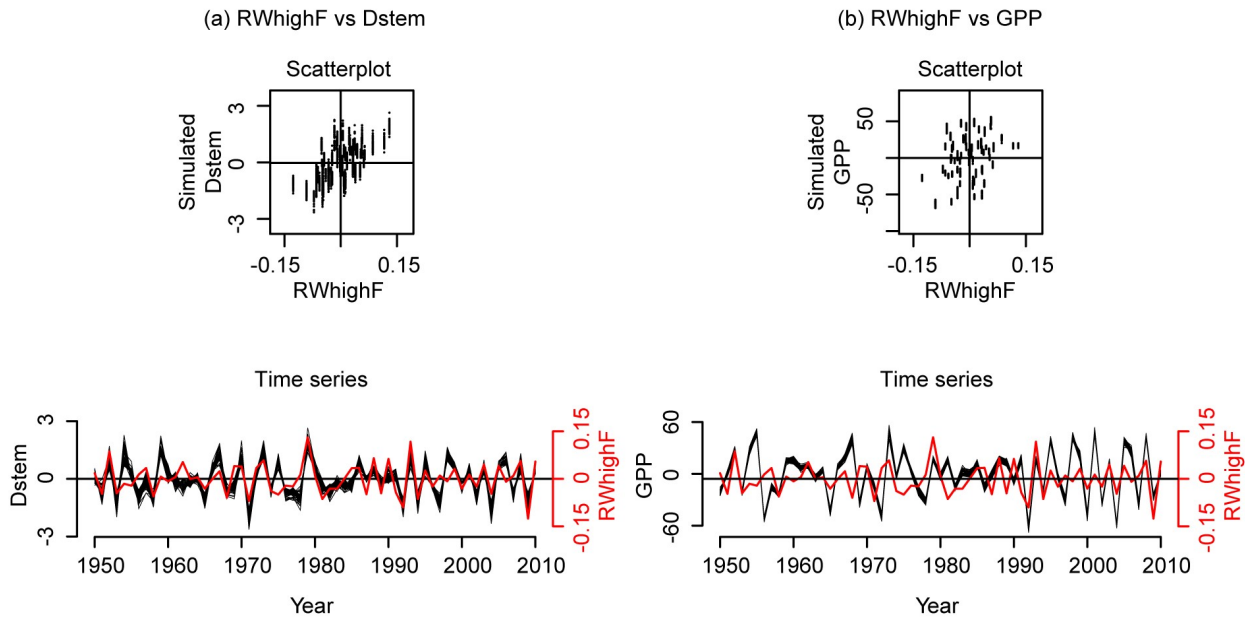 (a) RWhighF vs Dstem
Scatterplot
Simulated
Dstem
3
0
-3
-0.15
0.15
RWhighF
Time series
Dstem
3
0
-3
0.15
0
-0.15
RWhighF
1950
1960
1970
1980
1990
2000
2010
Year
(b) RWhighF vs GPP
Scatterplot
Simulated
GPP
50
-50
-0.15
0.15
RWhighF
Time series
GPP
60
0
-60
0.15
0
-0.15
RWhighF
1950
1960
1970
1980
1990
2000
2010
Year